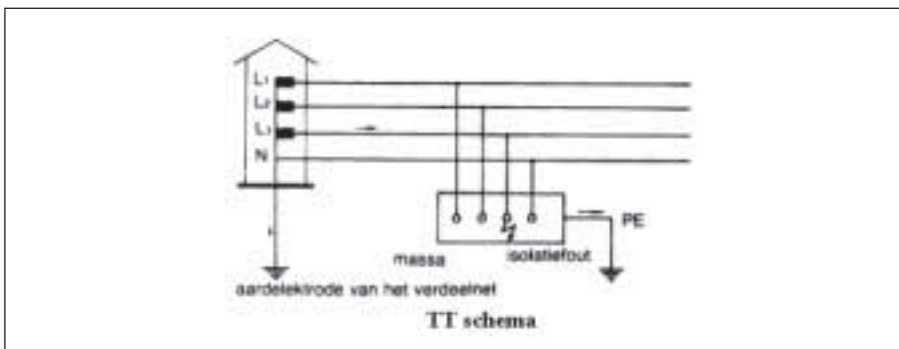 L1
L2
L3
N
PE
massa
isolatiefout
aardelektrode van het verdeelnet
TT schema